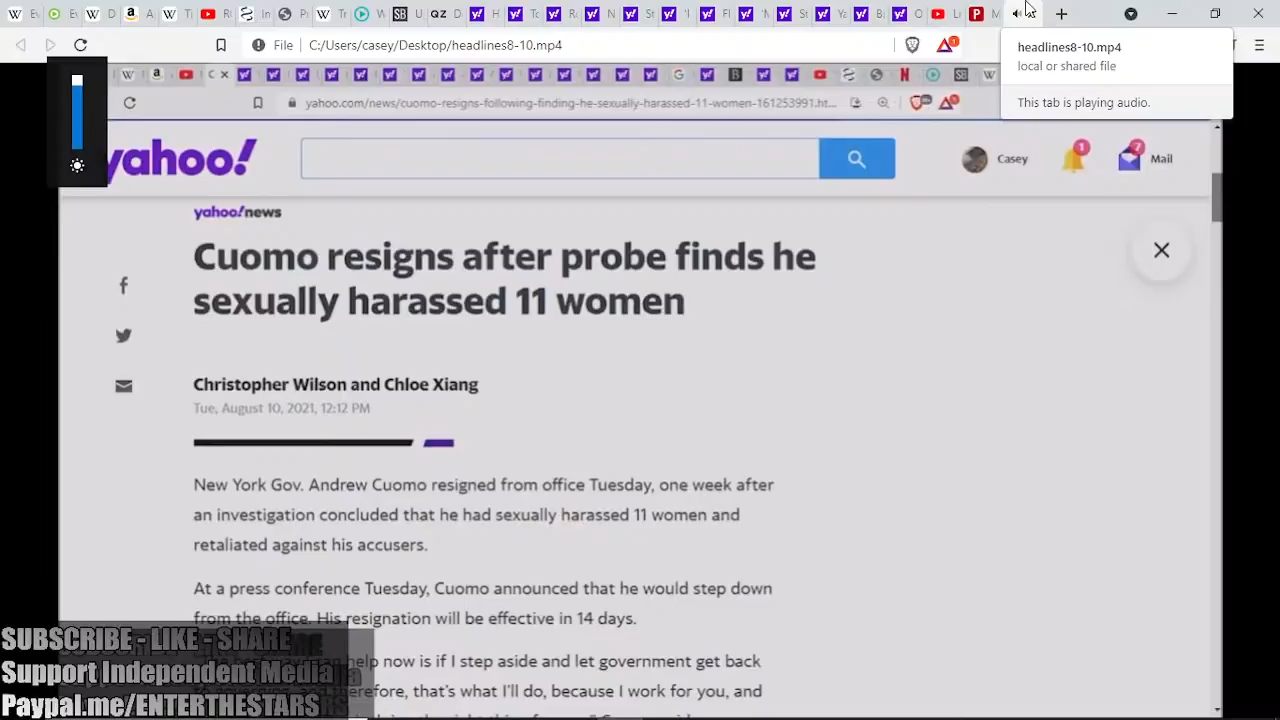 File C:/Users/casey/Desktop/headlines8-10.mp4
headlines8-10.mp4
local or shared file
This tab is playing audio.
yahoo.com/news/cuomo-resigns-following-finding-he-sexually-harassed-11-women-161253991.ht...
yahoo!
Casey
1
7
Mail
yahoo!news
Cuomo resigns after probe finds he
sexually harassed 11 women
Christopher Wilson and Chloe Xiang
Tue, August 10, 2021, 12:12 PM
New York Gov. Andrew Cuomo resigned from office Tuesday, one week after
an investigation concluded that he had sexually harassed 11 women and
retaliated against his accusers.
At a press conference Tuesday, Cuomo announced that he would step down
from the office. His resignation will be effective in 14 days.
help now is if I step aside and let government get back
therefore, that's what I'll do, because I work for you, and
SUBSCRIBE - LIKE - SHARE
Support Independent Media
Paypal.me/ENTERTHESTARS